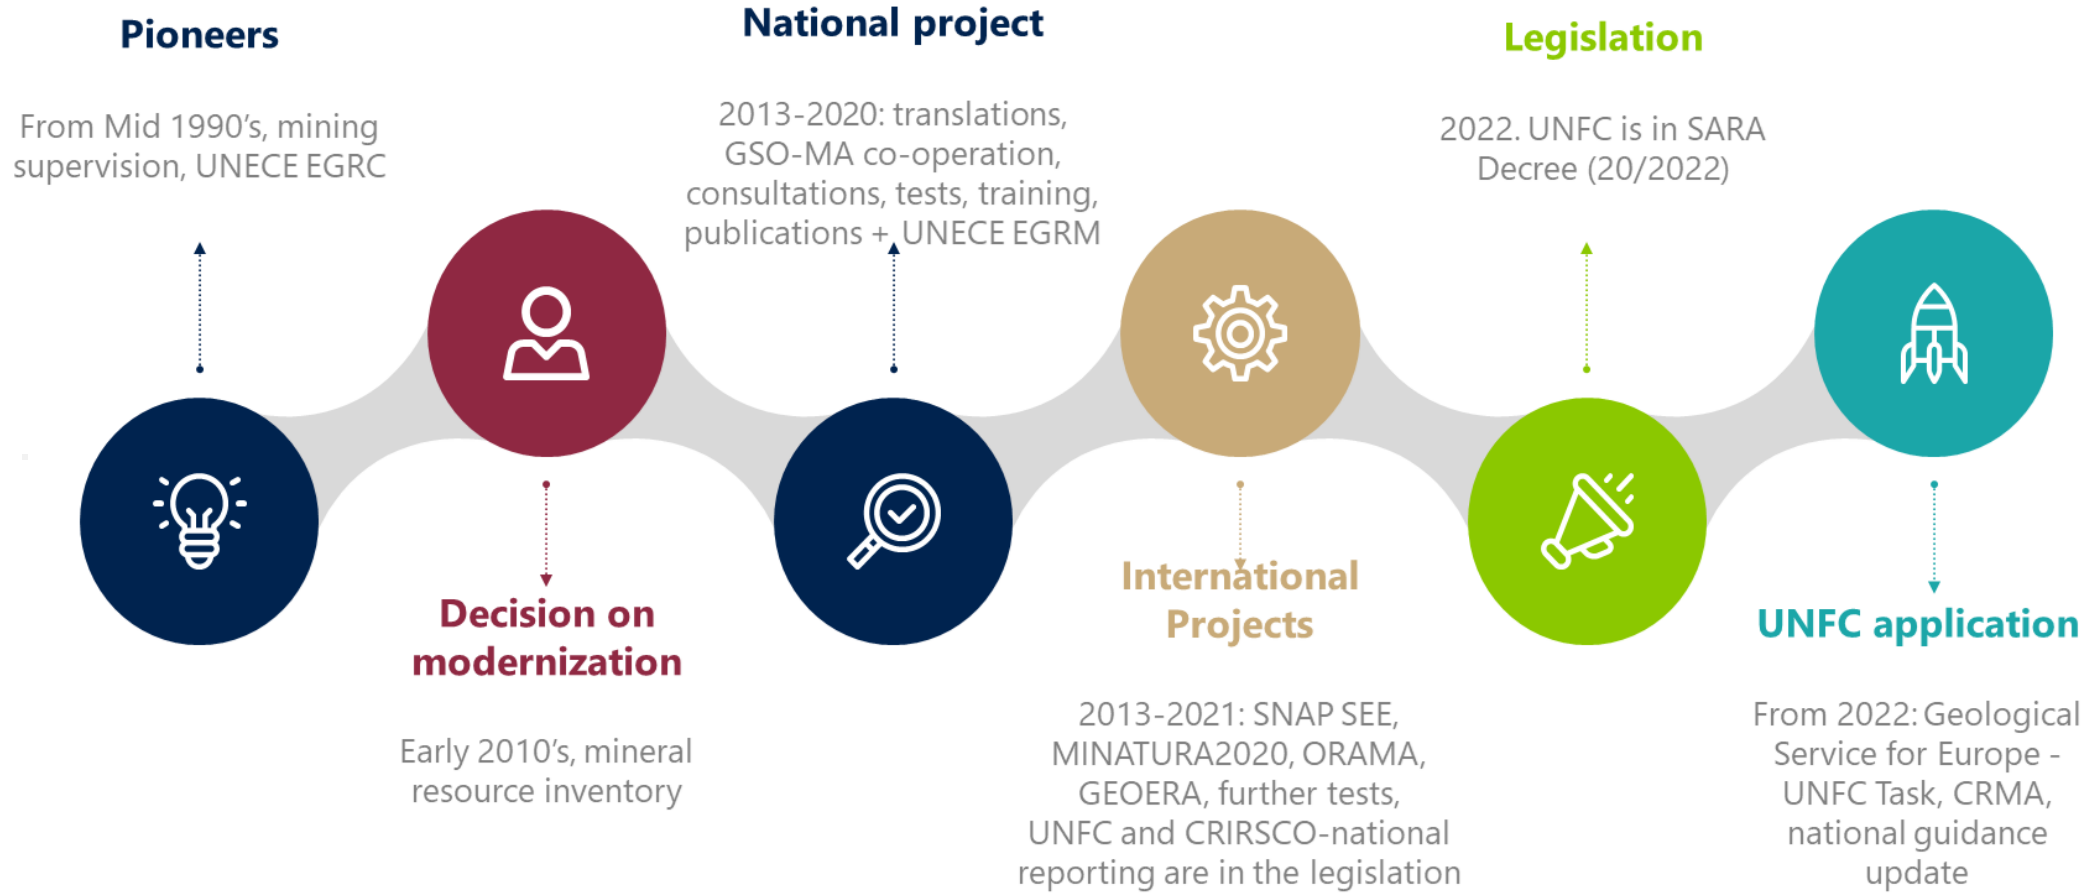 Pioneers
From Mid 1990’s, mining
supervision, UNECE EGRC
Decision on
modernization
Early 2010’s, mineral
resource inventory
National project
2013-2020: translations,
GSO-MA co-operation,
consultations, tests, training,
publications + UNECE EGRM
International
Projects
2013-2021: SNAP SEE,
MINATURA2020, ORAMA,
GEOERA, further tests,
UNFC and CRIRSCO-national
reporting are in the legislation
Legislation
2022. UNFC is in SARA
Decree (20/2022)
UNFC application
From 2022: Geological
Service for Europe -
UNFC Task, CRMA,
national guidance
update